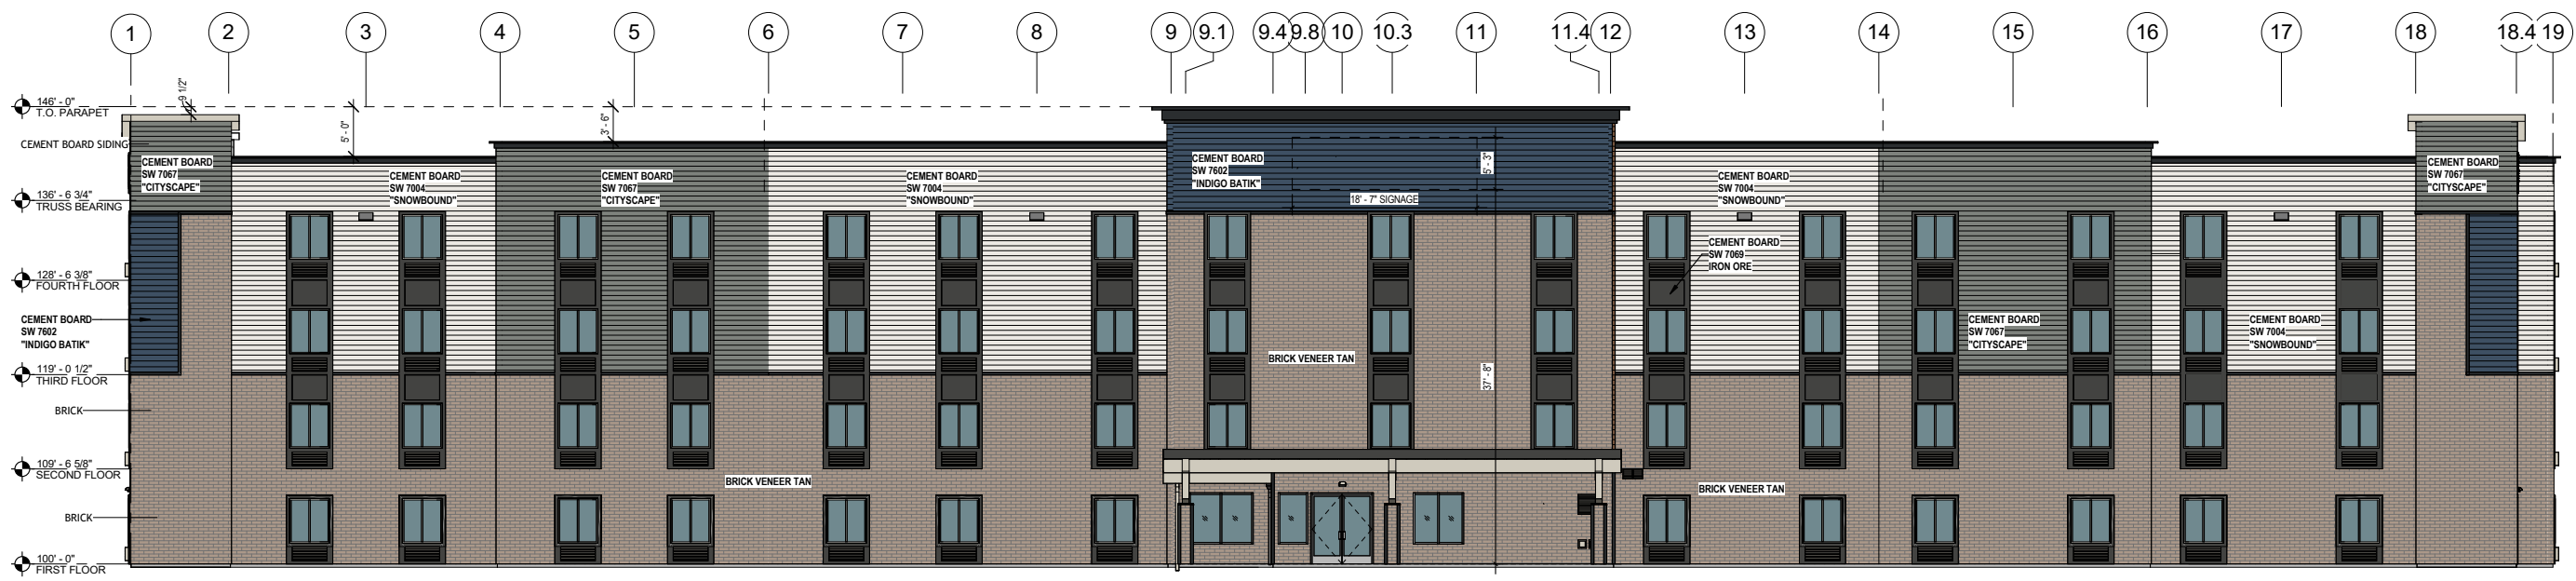 1 2 3 4 5 6 7 8 9 9.1 9.4 9.8 10 10.3 11 11.4 12 13 14 15 16 17 18 18.4 19
9 1/2"
5' - 0"
3' - 6"
146' - 0"
T.O. PARAPET
CEMENT BOARD SIDING
136' - 6 3/4"
TRUSS BEARING
128' - 6 3/8"
FOURTH FLOOR
CEMENT BOARD
SW 7602
"INDIGO BATIK"
119' - 0 1/2"
THIRD FLOOR
BRICK
109' - 6 5/8"
SECOND FLOOR
BRICK
100' - 0"
FIRST FLOOR
CEMENT BOARD
SW 7067
"CITYSCAPE"
CEMENT BOARD
SW 7004
"SNOWBOUND"
CEMENT BOARD
SW 7067
"CITYSCAPE"
CEMENT BOARD
SW 7004
"SNOWBOUND"
BRICK VENEER TAN
CEMENT BOARD
SW 7602
"INDIGO BATIK"
18' - 7" SIGNAGE
5' - 3"
BRICK VENEER TAN
37' - 8"
CEMENT BOARD
SW 7004
"SNOWBOUND"
CEMENT BOARD
SW 7069
IRON ORE
BRICK VENEER TAN
CEMENT BOARD
SW 7067
"CITYSCAPE"
CEMENT BOARD
SW 7004
"SNOWBOUND"
CEMENT BOARD
SW 7067
"CITYSCAPE"